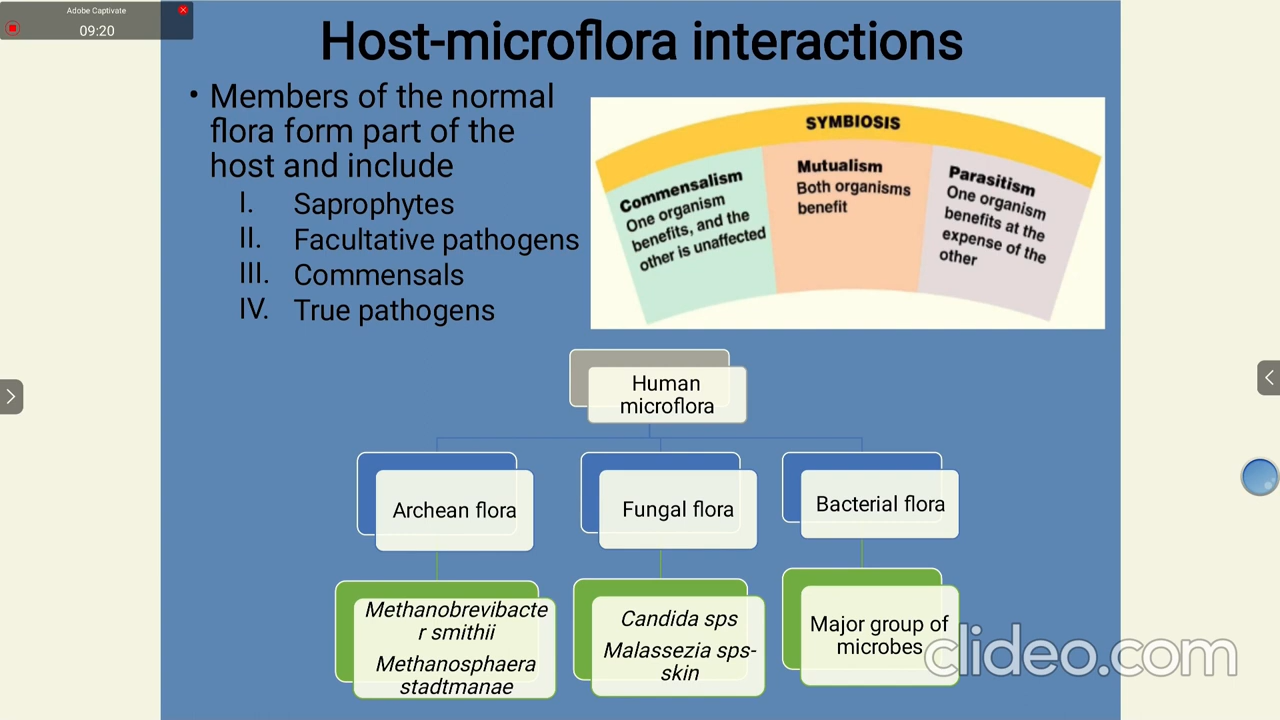 Adobe Captivate
09:20
Host-microflora interactions
• Members of the normal
flora form part of the
host and include
I. Saprophytes
II. Facultative pathogens
III. Commensals
IV. True pathogens
SYMBIOSIS
Commensalism
One organism
benefits, and the
other is unaffected
Mutualism
Both organisms
benefit
Parasitism
One organism
benefits at the
expense of the
other
Human
microflora
Archean flora
Fungal flora
Bacterial flora
Methanobrevibacte
r smithii
Methanosphaera
stadtmanae
Candida sps
Malassezia sps-
skin
Major group of
microbes
clideo.com